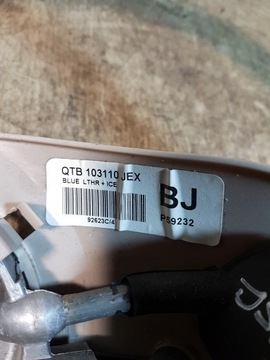 QTB 103110 JEX
BLUE LTHR + ICE
BJ
92623C/4
P59232